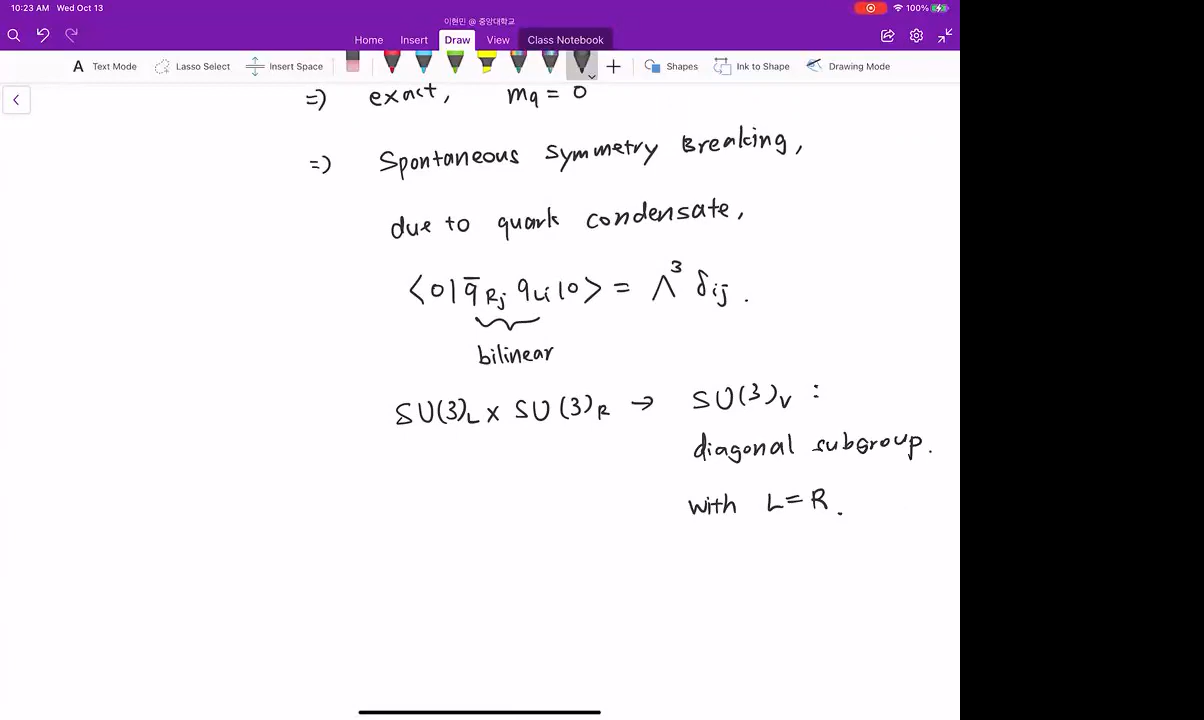 10:23 AM Wed Oct 13
100%
이현민 @ 중앙대학교
Home Insert Draw View Class Notebook
A Text Mode Lasso Select Insert Space Shapes Ink to Shape Drawing Mode
=) exact, mq = 0
=) Spontaneous symmetry Breaking,
due to quark condensate,
<0| q̄Rj qLi |0> = Λ³ δij .
bilinear
SU(3)L x SU(3)R → SU(3)V :
diagonal subgroup.
with L=R.